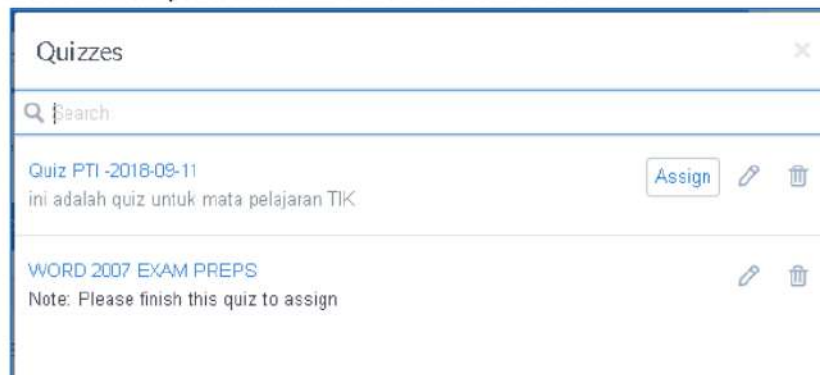 Quizzes
Search
Quiz PTI -2018-09-11
ini adalah quiz untuk mata pelajaran TIK
Assign
WORD 2007 EXAM PREPS
Note: Please finish this quiz to assign